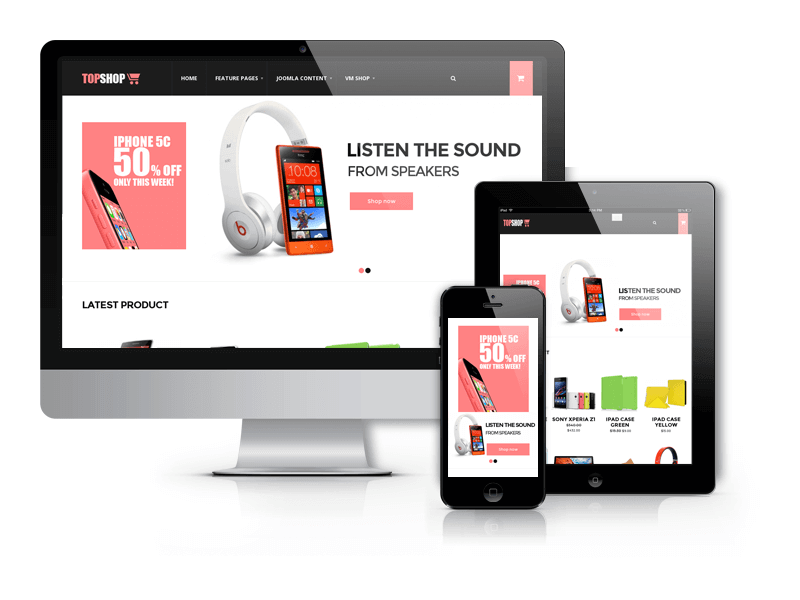 TOPSHOP
HOME
FEATURE PAGES
JOOMLA CONTENT
VM SHOP
IPHONE 5C
50% OFF
ONLY THIS WEEK!
10:08
LISTEN THE SOUND
FROM SPEAKERS
Shop now
LATEST PRODUCT
iPad
TOPSHOP
LISTEN THE SOUND
FROM SPEAKERS
Shop now
SONY XPERIA Z1
IPAD CASE
GREEN
IPAD CASE
YELLOW
IPHONE 5C
50% OFF
ONLY THIS WEEK!
LISTEN THE SOUND
FROM SPEAKERS
Shop now